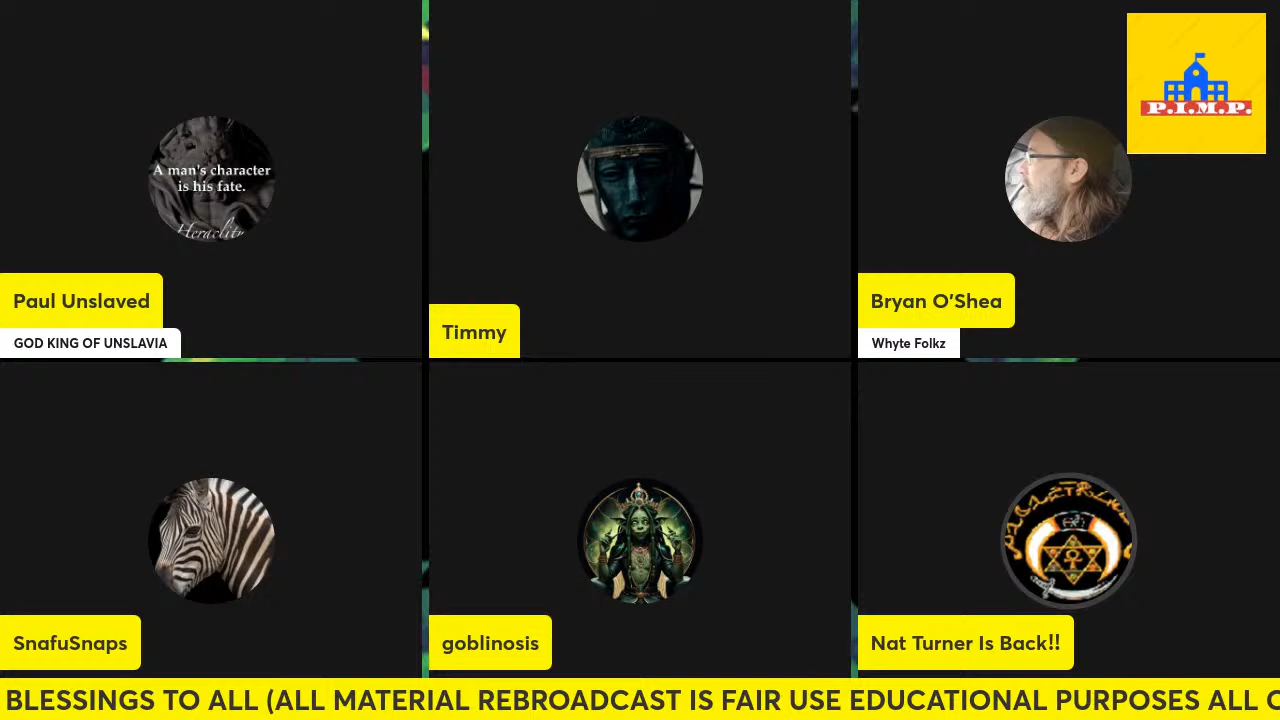 P.I.M.P.
A man's character
is his fate.
Heraclitu
Paul Unslaved
GOD KING OF UNSLAVIA
Timmy
Bryan O'Shea
Whyte Folkz
SnafuSnaps
goblinosis
Nat Turner Is Back!!
BLESSINGS TO ALL (ALL MATERIAL REBROADCAST IS FAIR USE EDUCATIONAL PURPOSES ALL